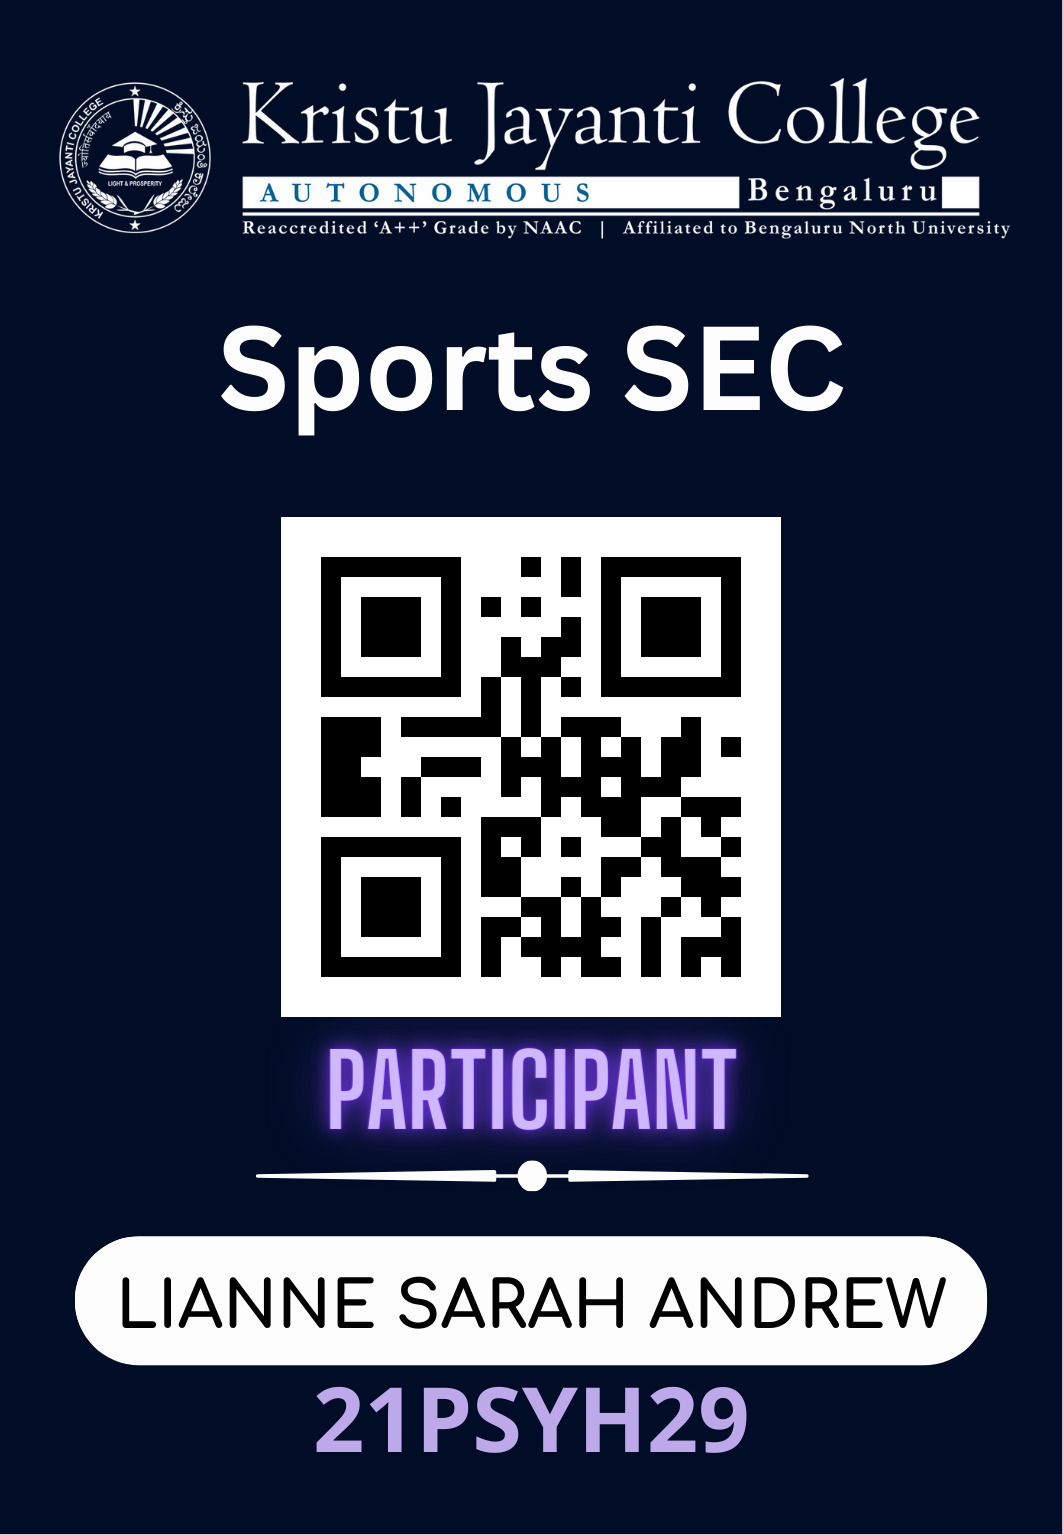 Kristu Jayanti College
AUTONOMOUS Bengaluru
Reaccredited ‘A++’ Grade by NAAC | Affiliated to Bengaluru North University
KRISTU JAYANTI COLLEGE
ಕ್ರಿಸ್ತು ಜಯಂತಿ ಕಾಲೇಜು
LIGHT & PROSPERITY
Sports SEC
PARTICIPANT
LIANNE SARAH ANDREW
21PSYH29